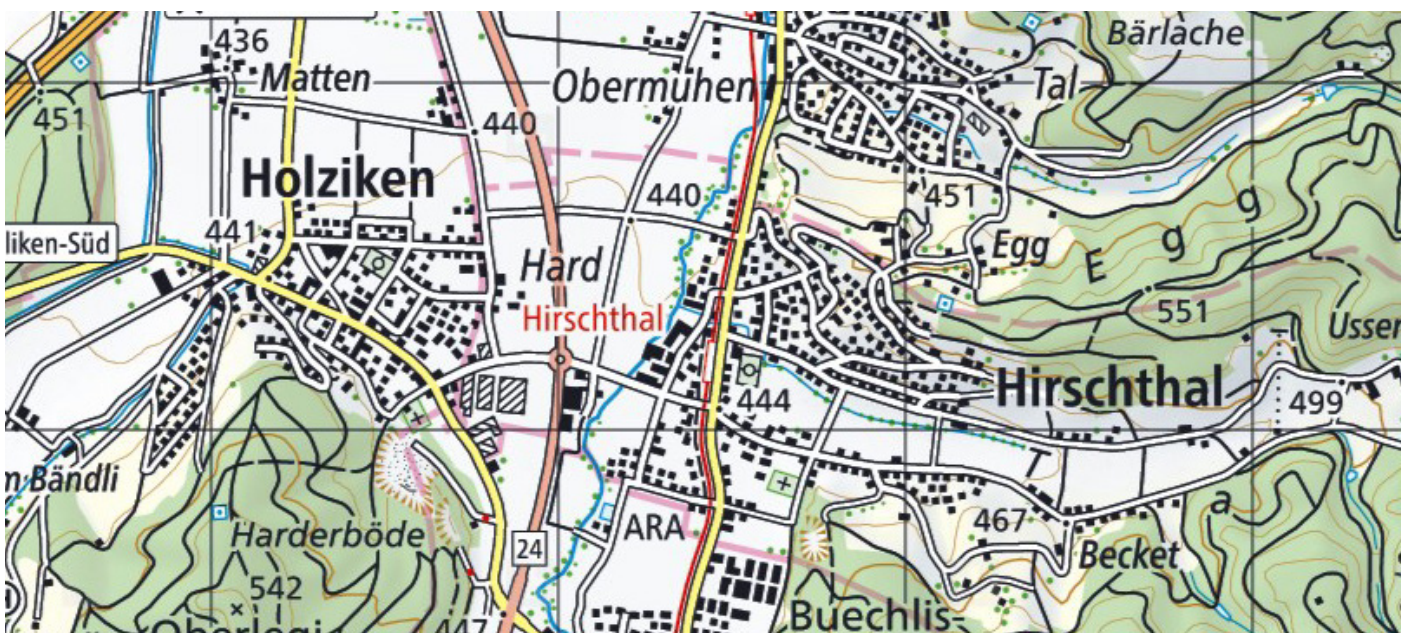 Bärlache
436
Matten
Obermuhen
Tal
451
440
Holziken
440
451
g
liken-Süd
441
Hard
Egg
g
E
Hirschthal
551
Usser
Hirschthal
444
499
m Bändli
T
a
Harderböde
24
ARA
467
Becket
542
Oberlegi
447
Buechlis-